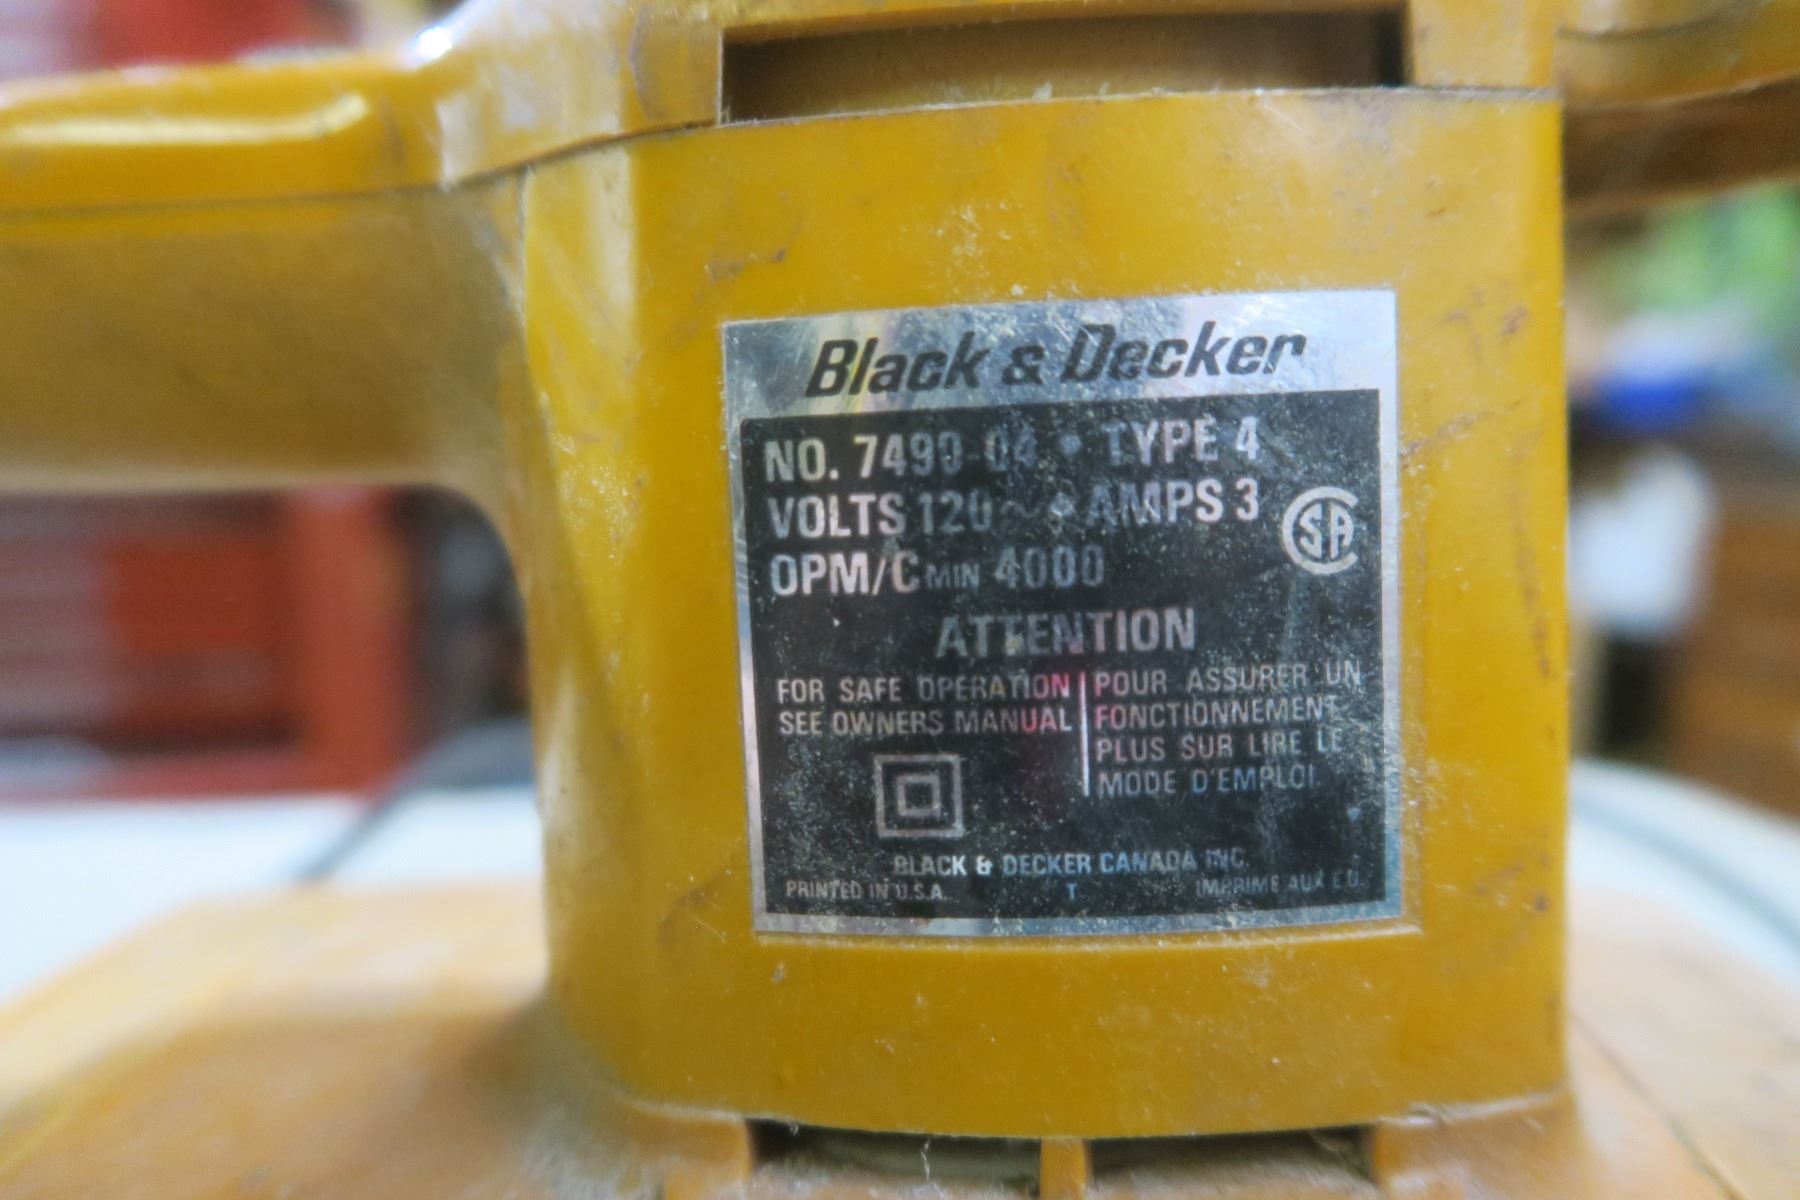 Black & Decker
NO. 7490-04 • TYPE 4
VOLTS 120~ • AMPS 3
OPM/CMIN 4000
CSA
ATTENTION
FOR SAFE OPERATION
SEE OWNERS MANUAL
POUR ASSURER UN
FONCTIONNEMENT
PLUS SUR LIRE LE
MODE D'EMPLOI.
BLACK & DECKER CANADA INC.
PRINTED IN U.S.A. T IMPRIME AUX E.U.